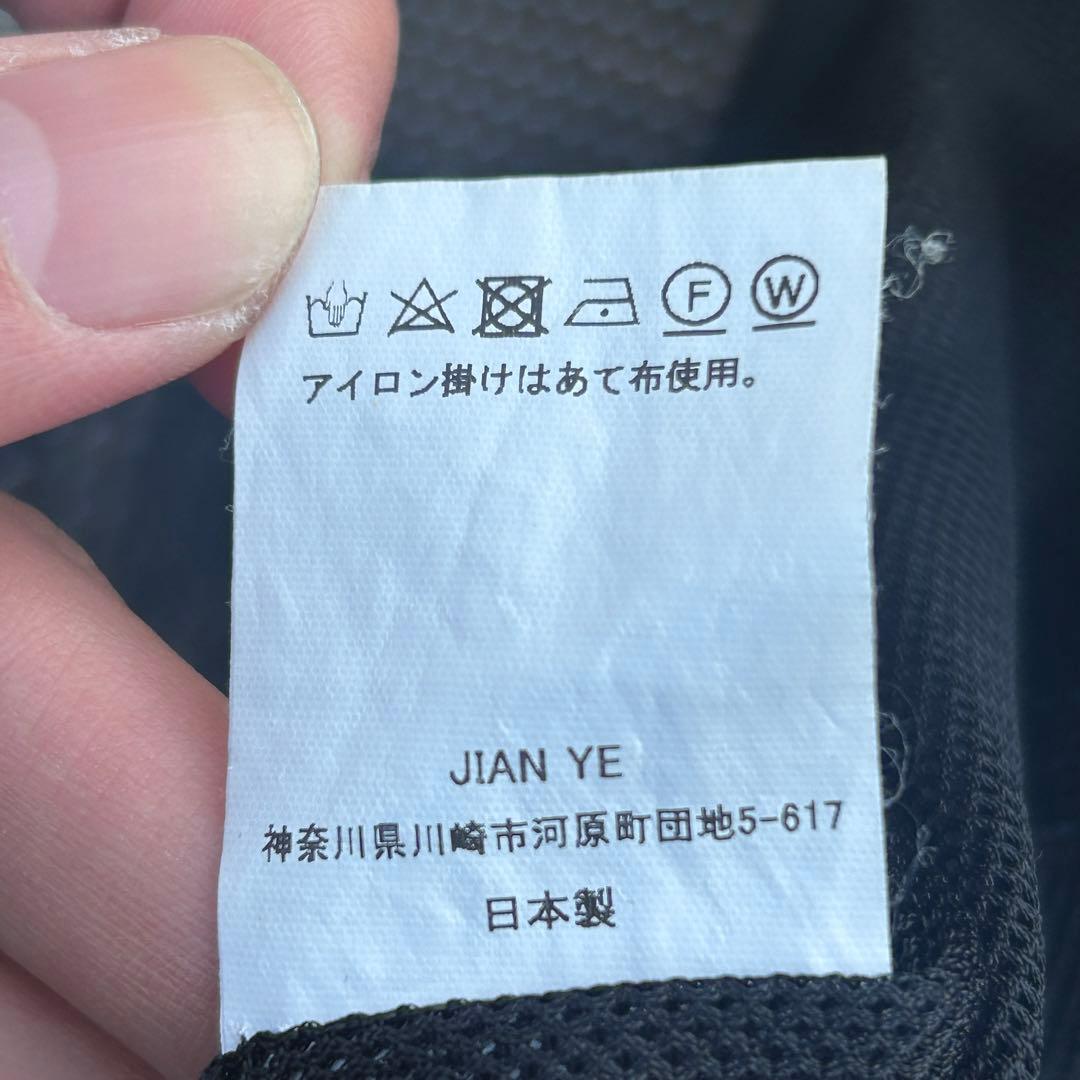 F W
アイロン掛けはあて布使用。
JIAN YE
神奈川県川崎市河原町団地5-617
日本製